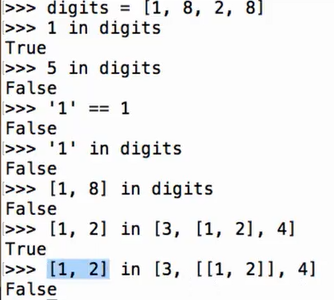 >>> digits = [1, 8, 2, 8]
>>> 1 in digits
True
>>> 5 in digits
False
>>> '1' == 1
False
>>> '1' in digits
False
>>> [1, 8] in digits
False
>>> [1, 2] in [3, [1, 2], 4]
True
>>> [1, 2] in [3, [[1, 2]], 4]
False